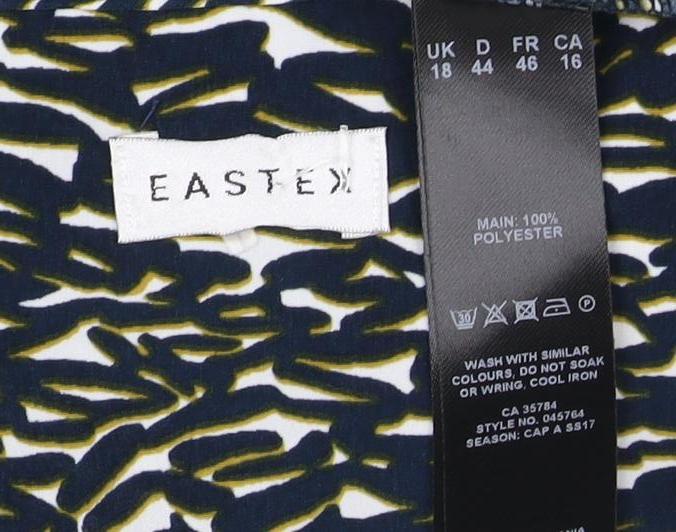 EASTEX
UK D FR CA
18 44 46 16
MAIN: 100%
POLYESTER
30 P
WASH WITH SIMILAR
COLOURS, DO NOT SOAK
OR WRING, COOL IRON
CA 35784
STYLE NO. 045764
SEASON: CAP A SS17